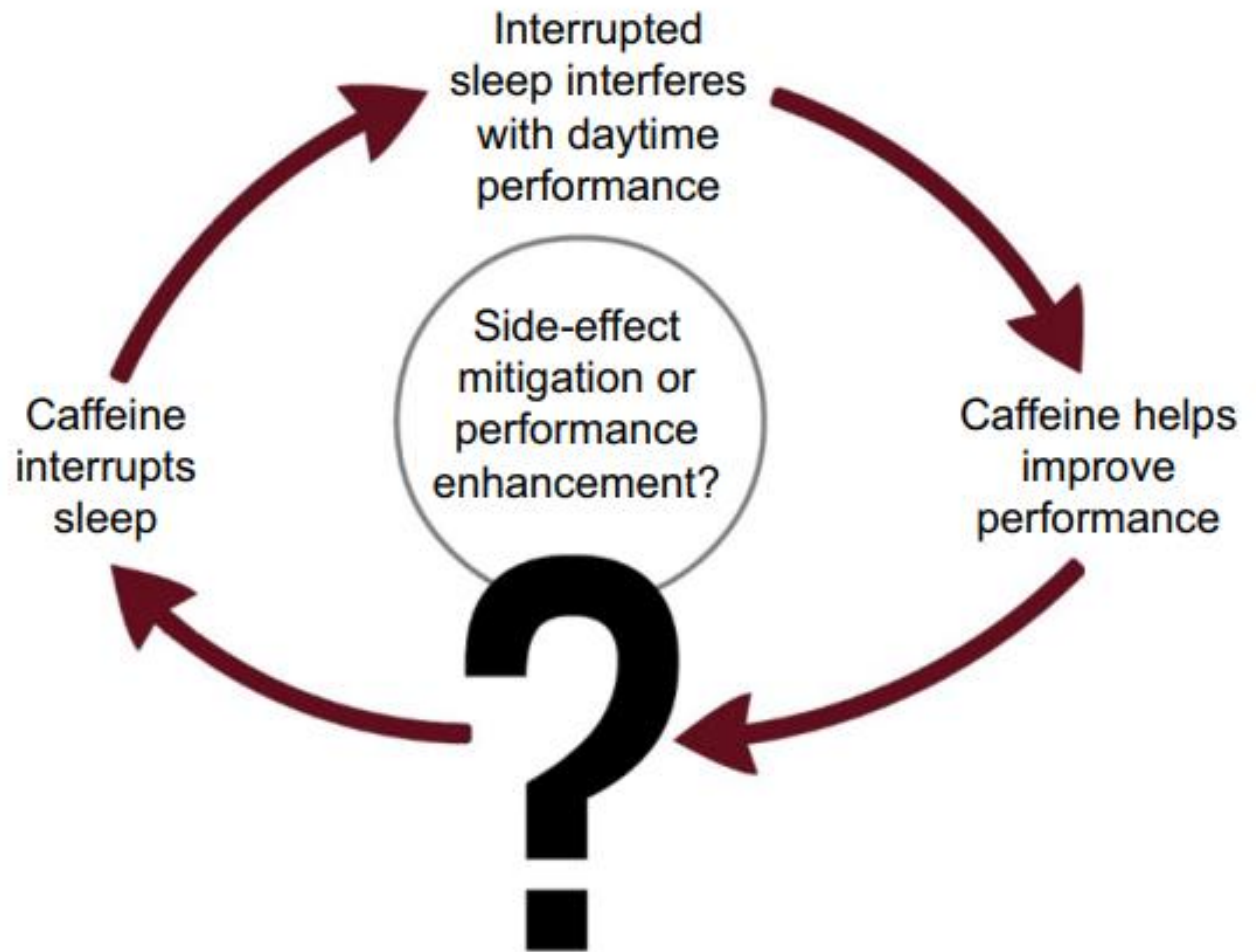 Interrupted
sleep interferes
with daytime
performance
Side-effect
mitigation or
performance
enhancement?
Caffeine
interrupts
sleep
Caffeine helps
improve
performance
?